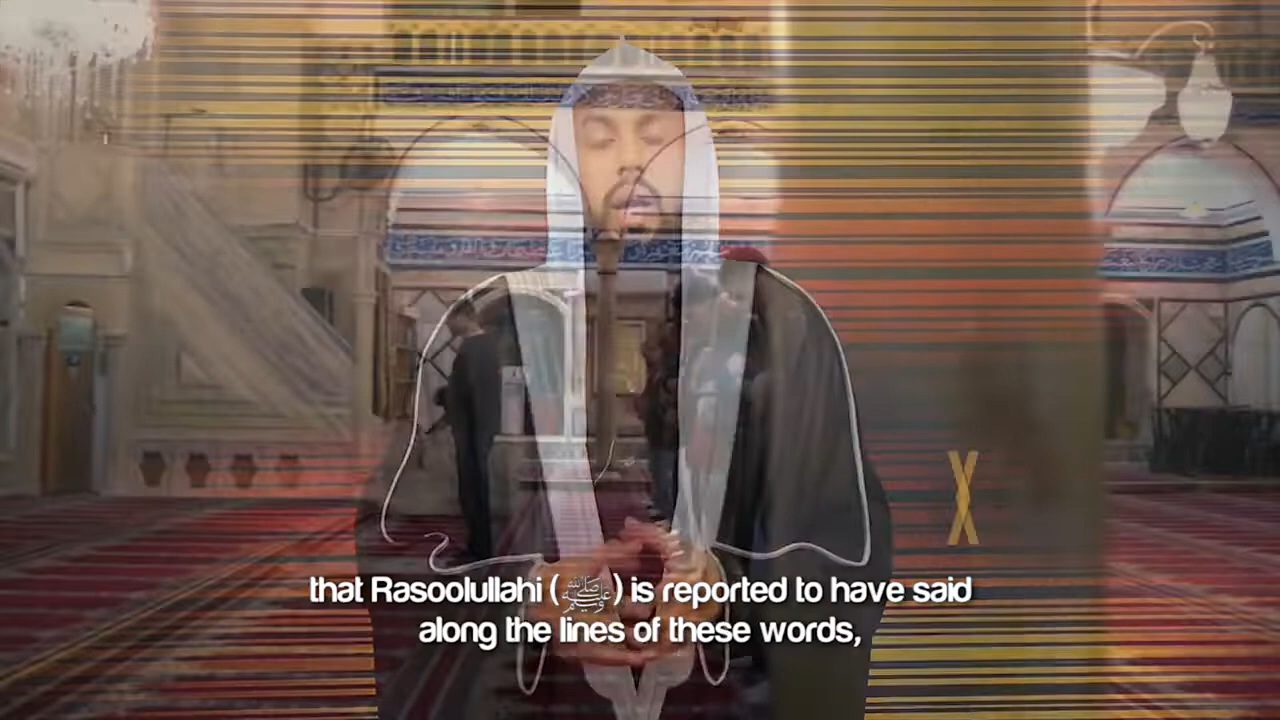 that Rasoolullahi (ﷺ) is reported to have said
along the lines of these words,